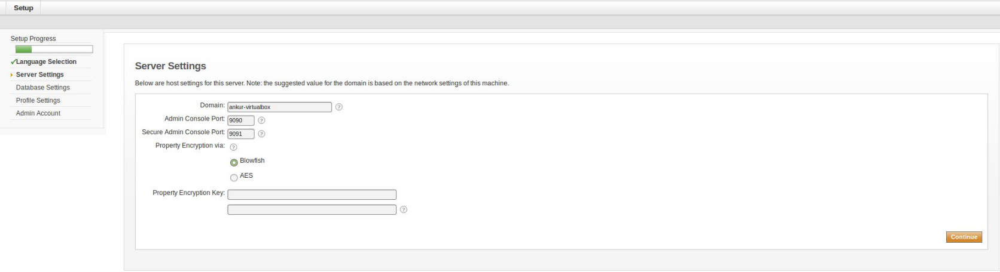 Setup
Setup Progress
Language Selection
Server Settings
Database Settings
Profile Settings
Admin Account
Server Settings
Below are host settings for this server. Note: the suggested value for the domain is based on the network settings of this machine.
Domain: ankur-virtualbox ?
Admin Console Port: 9090 ?
Secure Admin Console Port: 9091 ?
Property Encryption via: ?
Blowfish
AES
Property Encryption Key:
?
Continue